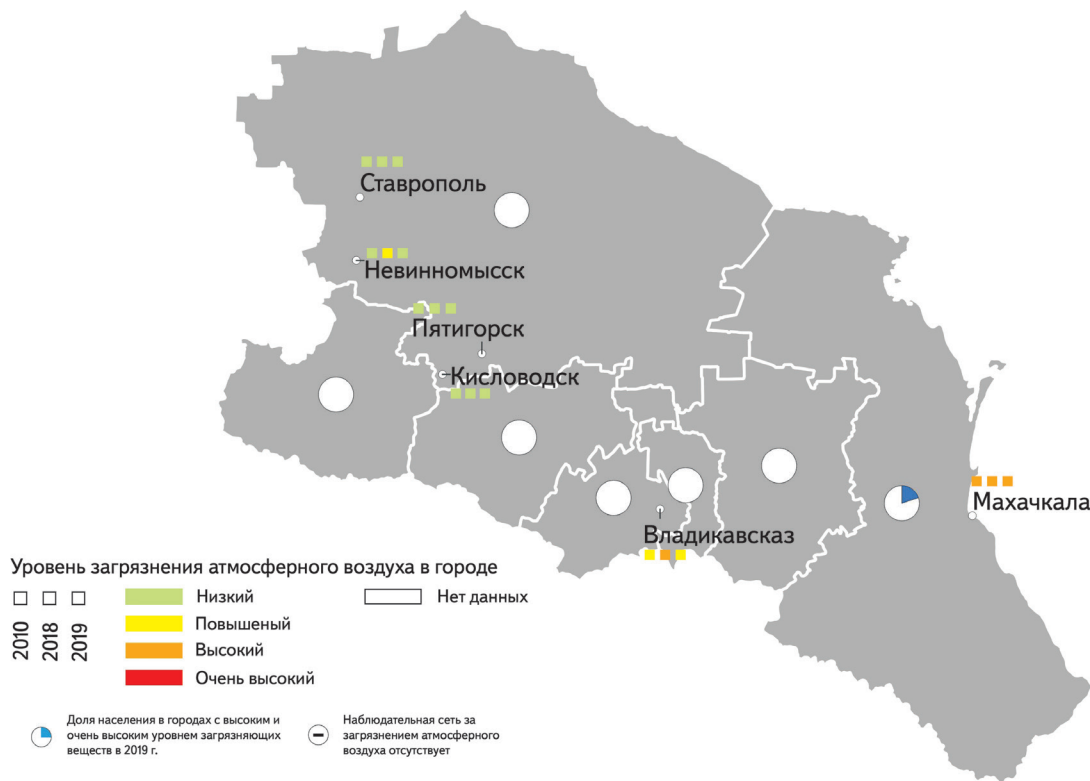 Ставрополь
Невинномысск
Пятигорск
Кисловодск
Махачкала
Владикавсказ
Уровень загрязнения атмосферного воздуха в городе
2010
2018
2019
Низкий
Нет данных
Повышеный
Высокий
Очень высокий
Доля населения в городах с высоким и
очень высоким уровнем загрязняющих
веществ в 2019 г.
Наблюдательная сеть за
загрязнением атмосферного
воздуха отсутствует